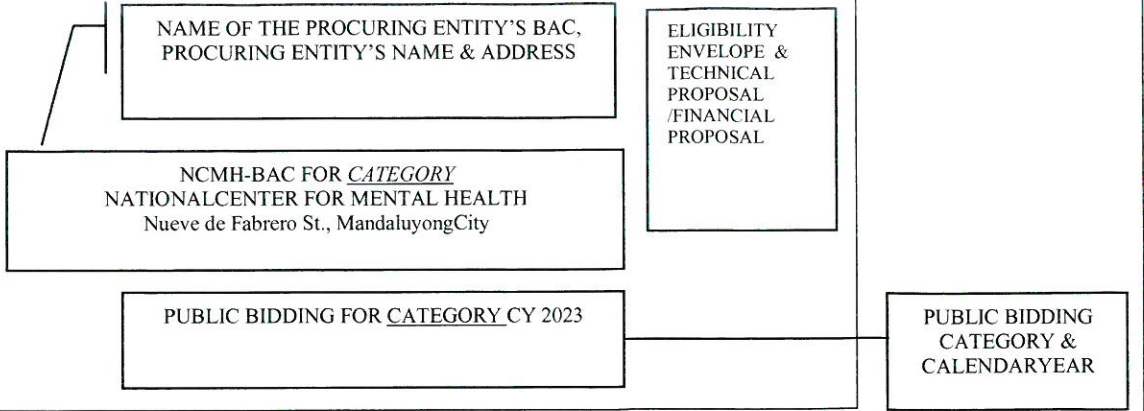 NAME OF THE PROCURING ENTITY’S BAC,
PROCURING ENTITY’S NAME & ADDRESS
ELIGIBILITY
ENVELOPE &
TECHNICAL
PROPOSAL
/FINANCIAL
PROPOSAL
NCMH-BAC FOR CATEGORY
NATIONALCENTER FOR MENTAL HEALTH
Nueve de Fabrero St., MandaluyongCity
PUBLIC BIDDING FOR CATEGORY CY 2023
PUBLIC BIDDING
CATEGORY &
CALENDARYEAR